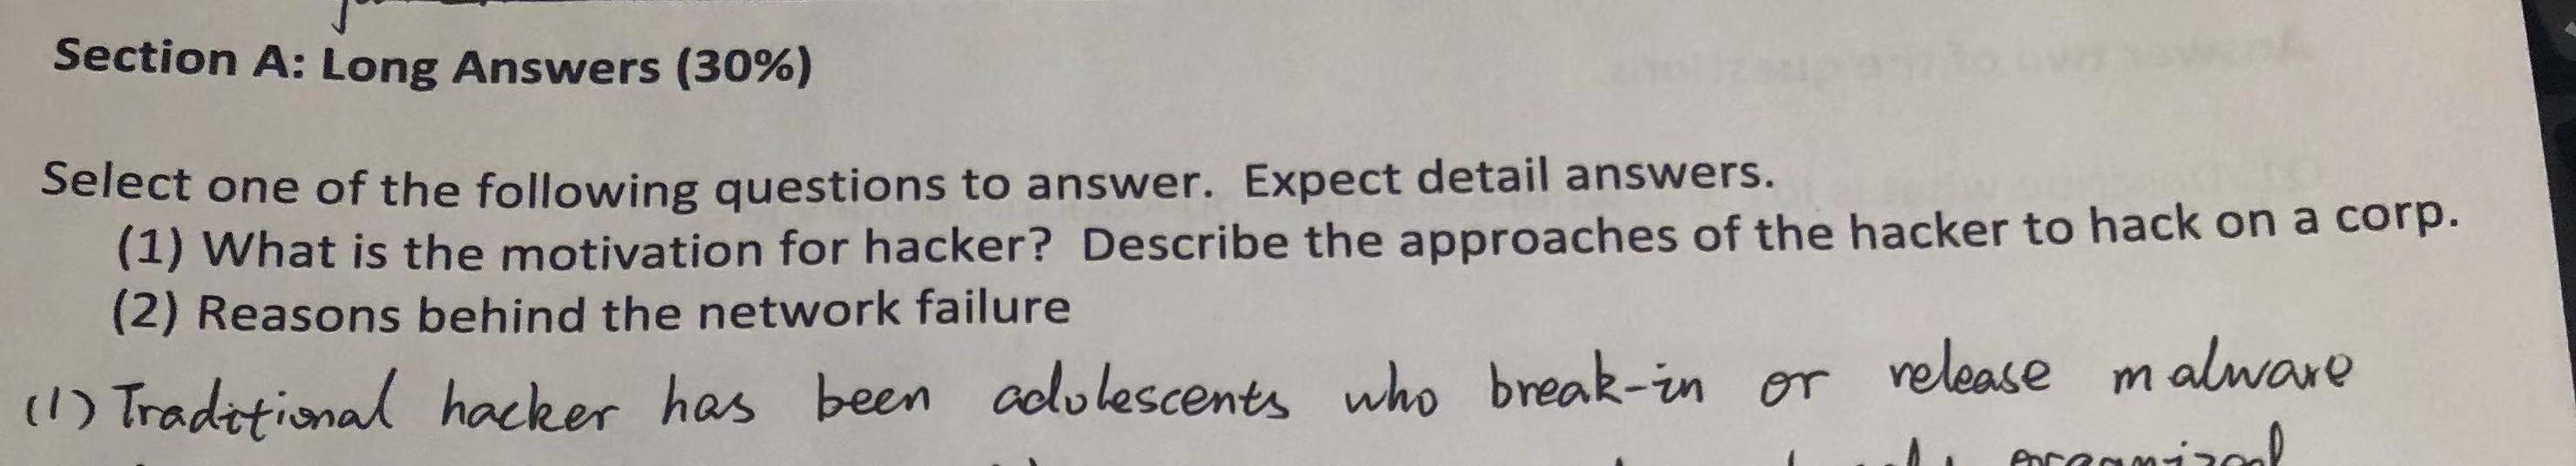 Section A: Long Answers (30%)
Select one of the following questions to answer. Expect detail answers.
(1) What is the motivation for hacker? Describe the approaches of the hacker to hack on a corp.
(2) Reasons behind the network failure
(1) Traditional hacker has been adolescents who break-in or release malware
organized